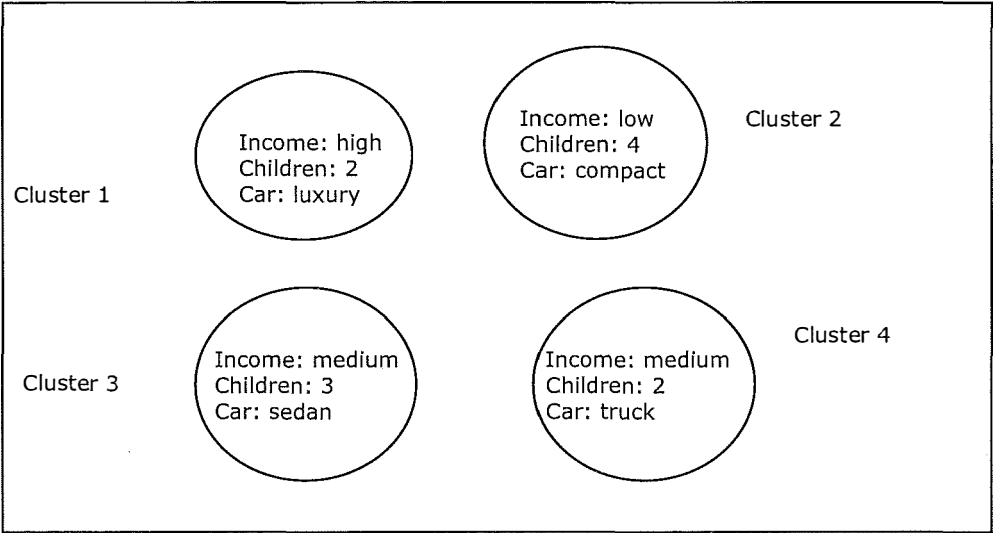 Cluster 1
Income: high
Children: 2
Car: luxury
Income: low
Children: 4
Car: compact
Cluster 2
Cluster 3
Income: medium
Children: 3
Car: sedan
Income: medium
Children: 2
Car: truck
Cluster 4